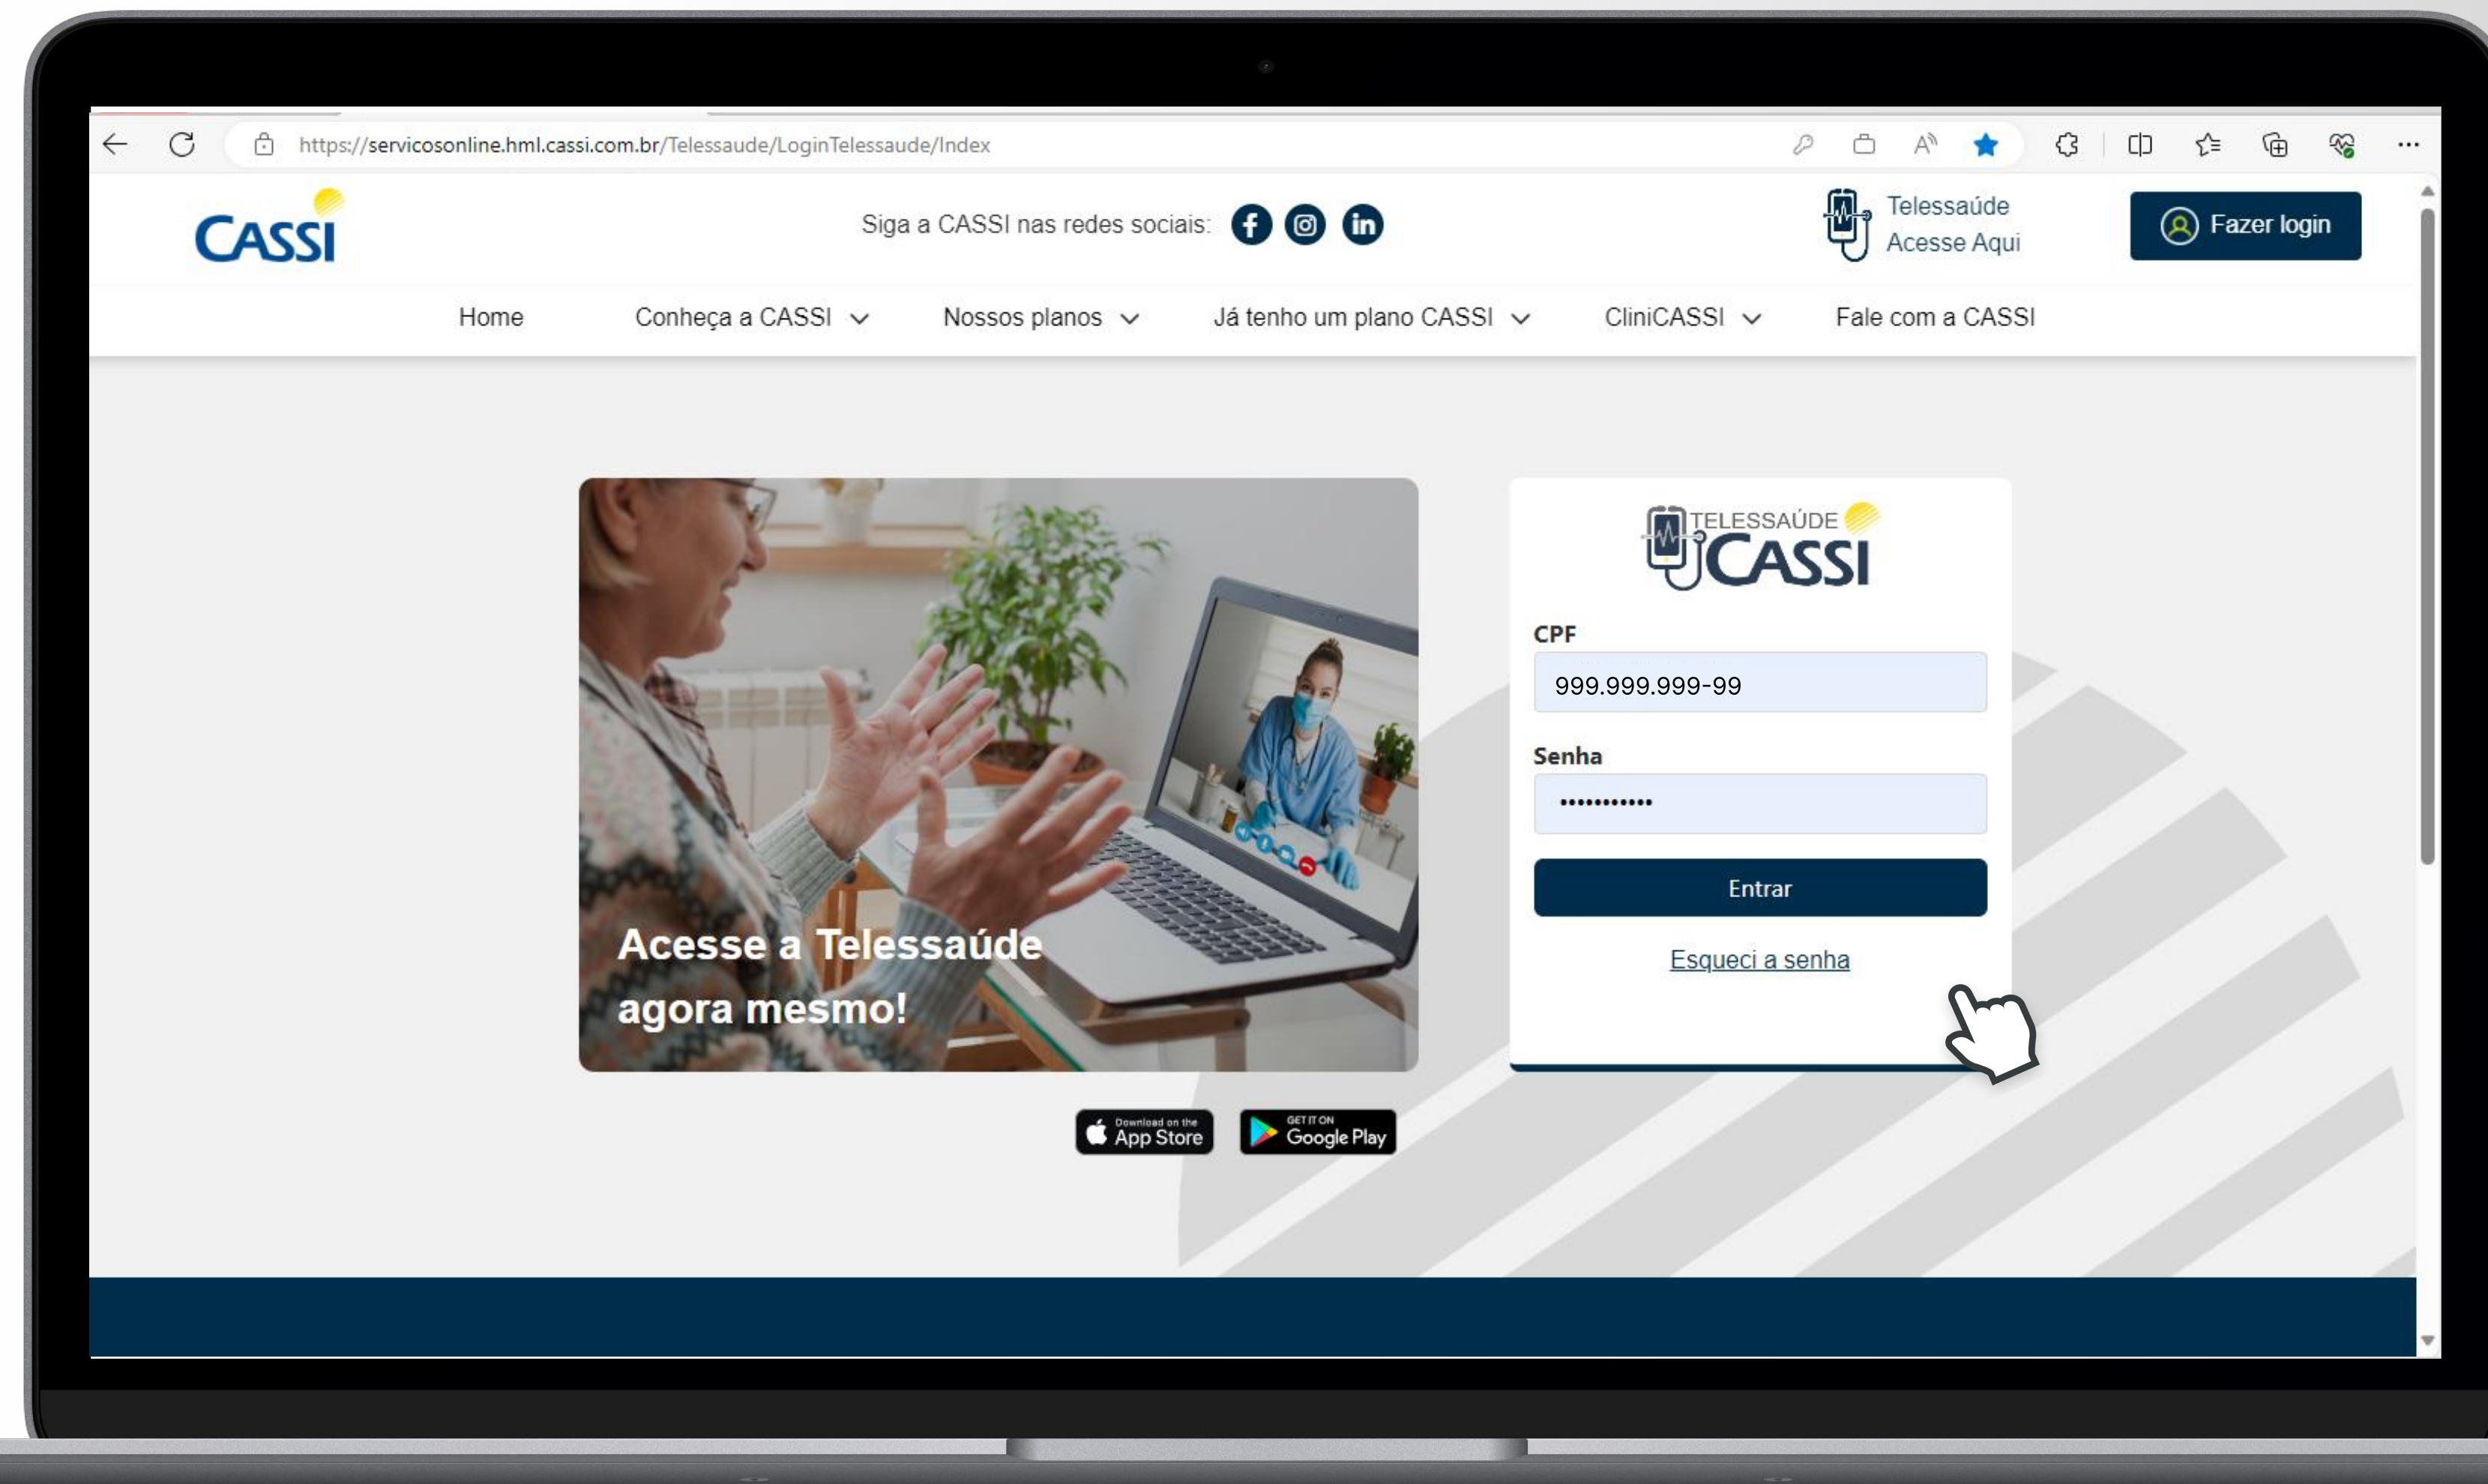 https://servicosonline.hml.cassi.com.br/Telessaude/LoginTelessaude/Index
CASSI
Siga a CASSI nas redes sociais:
Telessaúde
Acesse Aqui
Fazer login
Home
Conheça a CASSI
Nossos planos
Já tenho um plano CASSI
CliniCASSI
Fale com a CASSI
Acesse a Telessaúde
agora mesmo!
TELESSAÚDE
CASSI
CPF
999.999.999-99
Senha
•••••••••••
Entrar
Esqueci a senha
Download on the
App Store
GET IT ON
Google Play